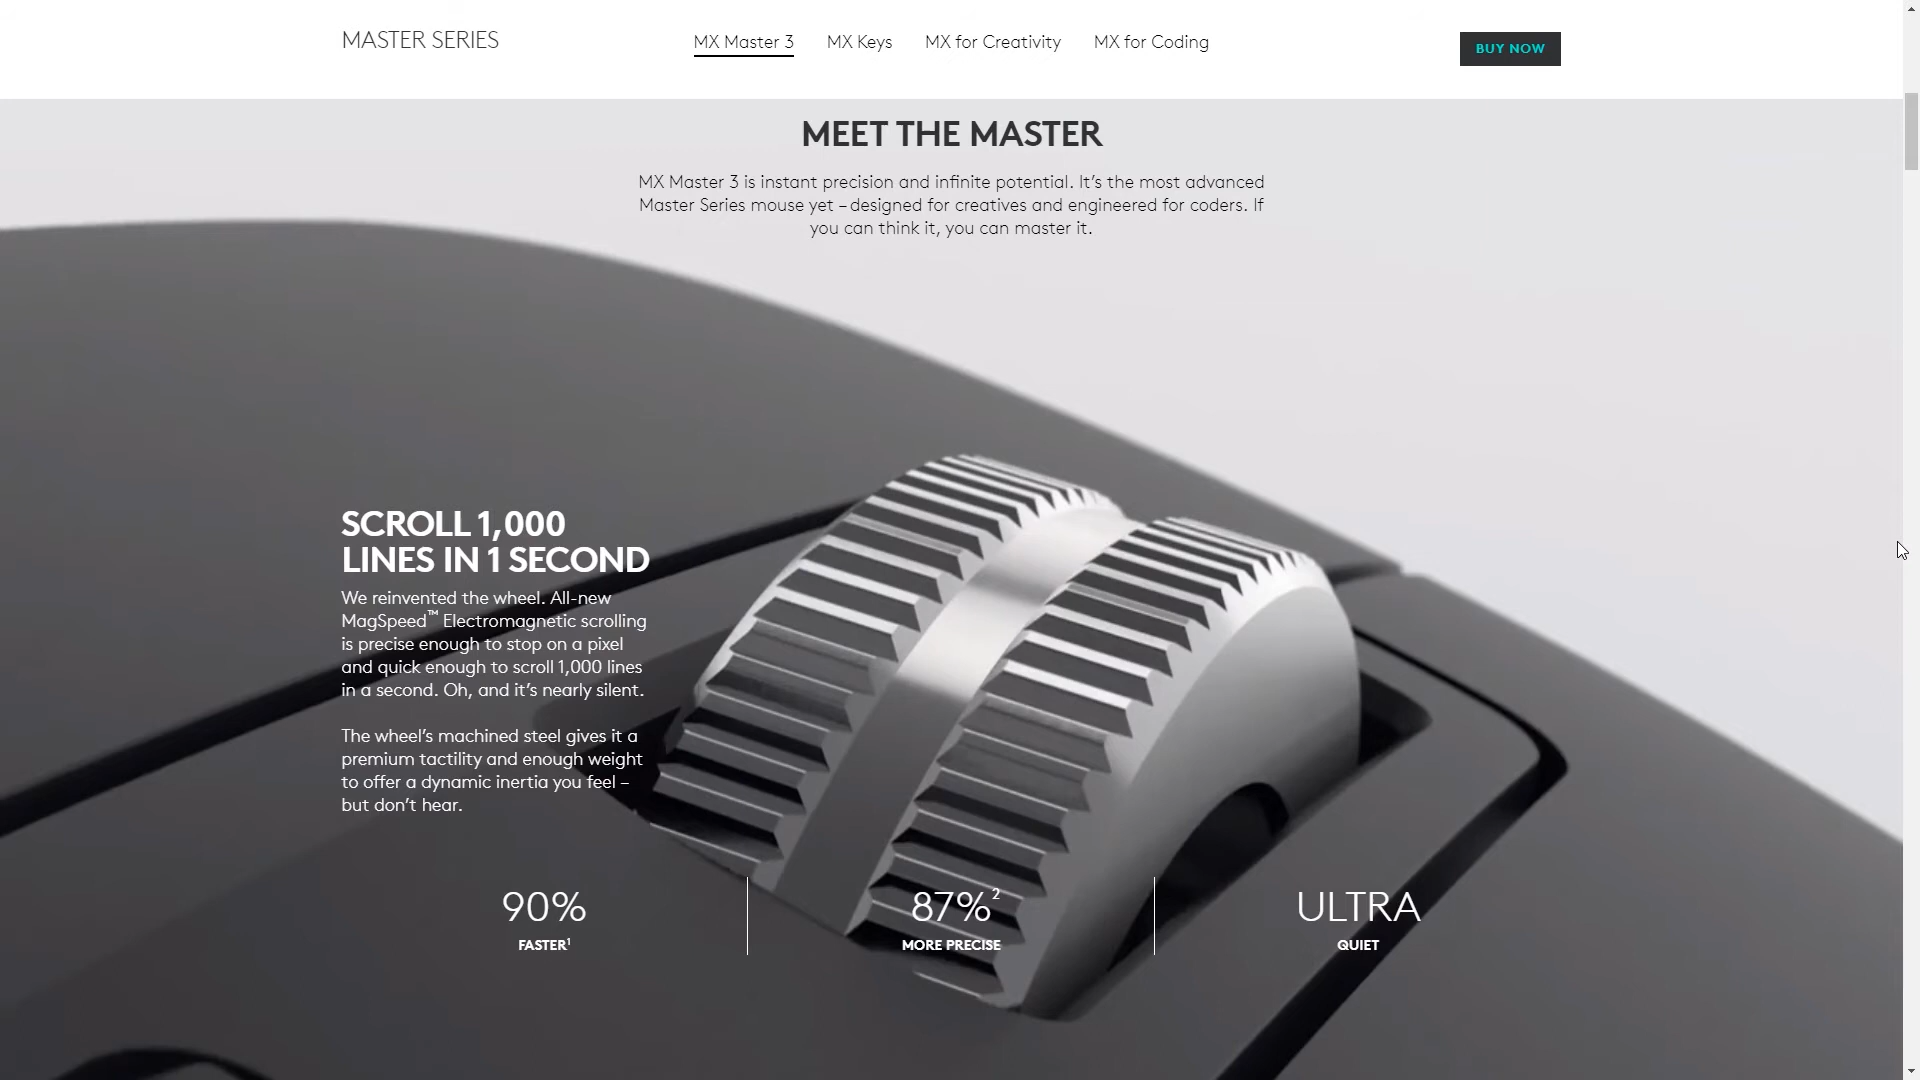 MASTER SERIES
MX Master 3
MX Keys
MX for Creativity
MX for Coding
BUY NOW
MEET THE MASTER
MX Master 3 is instant precision and infinite potential. It’s the most advanced
Master Series mouse yet – designed for creatives and engineered for coders. If
you can think it, you can master it.
SCROLL 1,000
LINES IN 1 SECOND
We reinvented the wheel. All-new
MagSpeed™ Electromagnetic scrolling
is precise enough to stop on a pixel
and quick enough to scroll 1,000 lines
in a second. Oh, and it’s nearly silent.
The wheel’s machined steel gives it a
premium tactility and enough weight
to offer a dynamic inertia you feel –
but don’t hear.
90%
FASTER¹
87%²
MORE PRECISE
ULTRA
QUIET